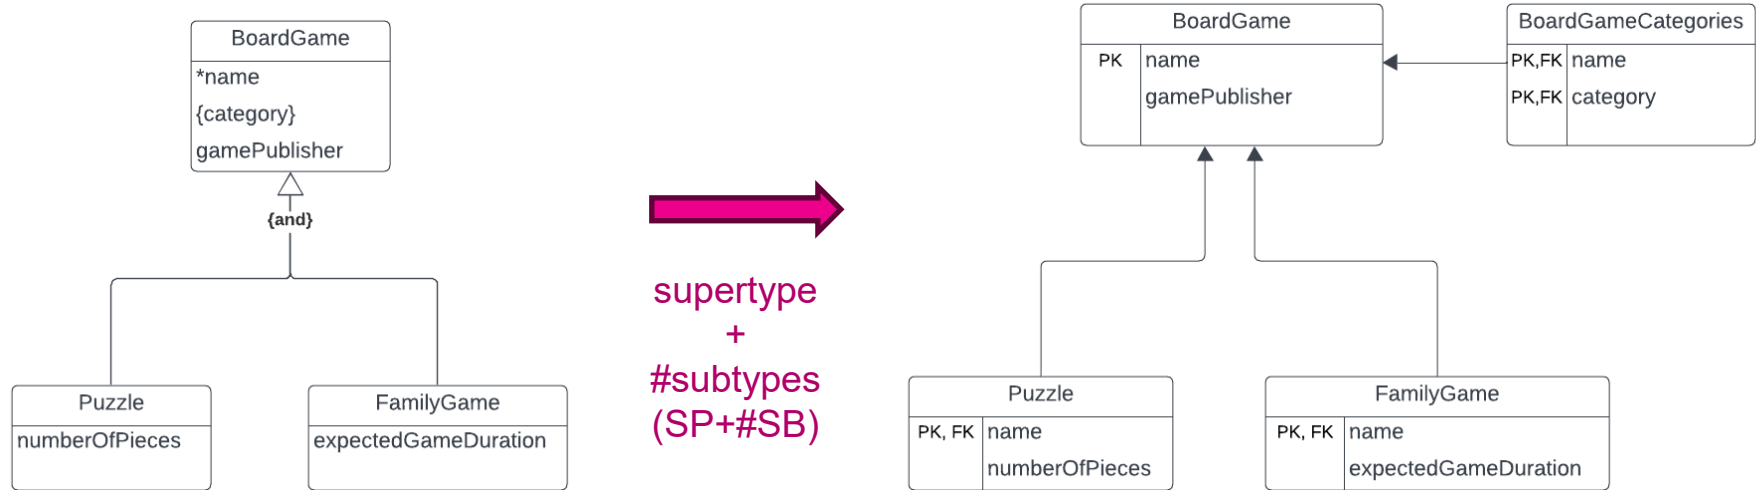 BoardGame
*name
{category}
gamePublisher
{and}
Puzzle
numberOfPieces
FamilyGame
expectedGameDuration
supertype
+
#subtypes
(SP+#SB)
BoardGame
PK name
gamePublisher
BoardGameCategories
PK,FK name
PK,FK category
Puzzle
PK, FK name
numberOfPieces
FamilyGame
PK, FK name
expectedGameDuration